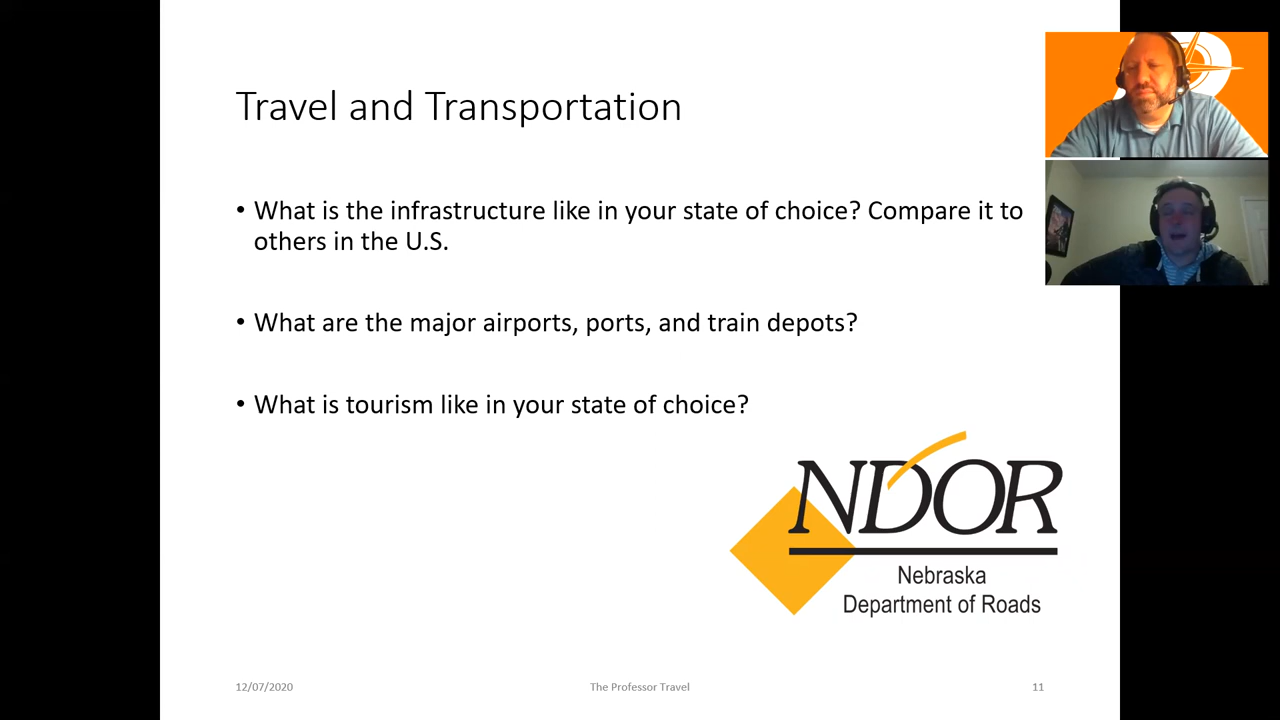 Travel and Transportation
• What is the infrastructure like in your state of choice? Compare it to
others in the U.S.
• What are the major airports, ports, and train depots?
• What is tourism like in your state of choice?
NDOR
Nebraska
Department of Roads
12/07/2020
The Professor Travel
11